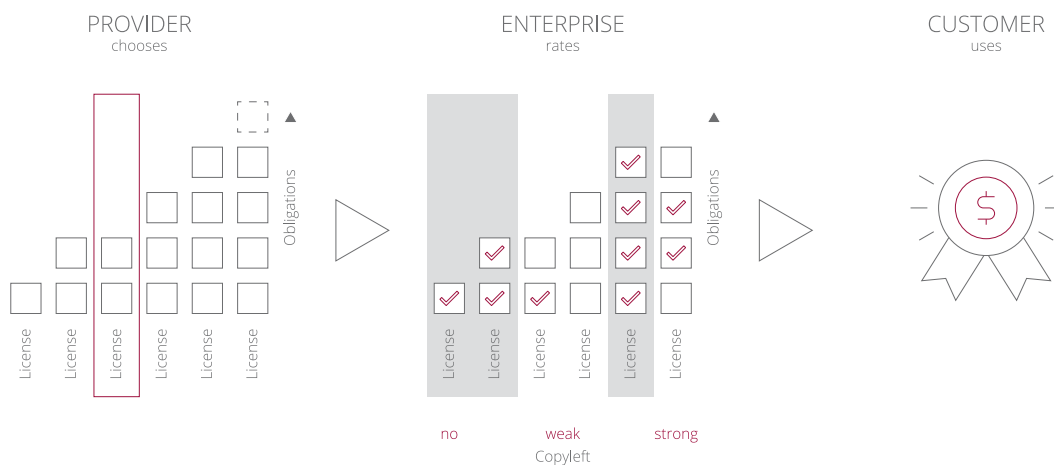 PROVIDER
chooses
ENTERPRISE
rates
CUSTOMER
uses
Obligations
License
License
License
License
License
License
Obligations
License
License
License
License
License
License
$
no
weak
strong
Copyleft